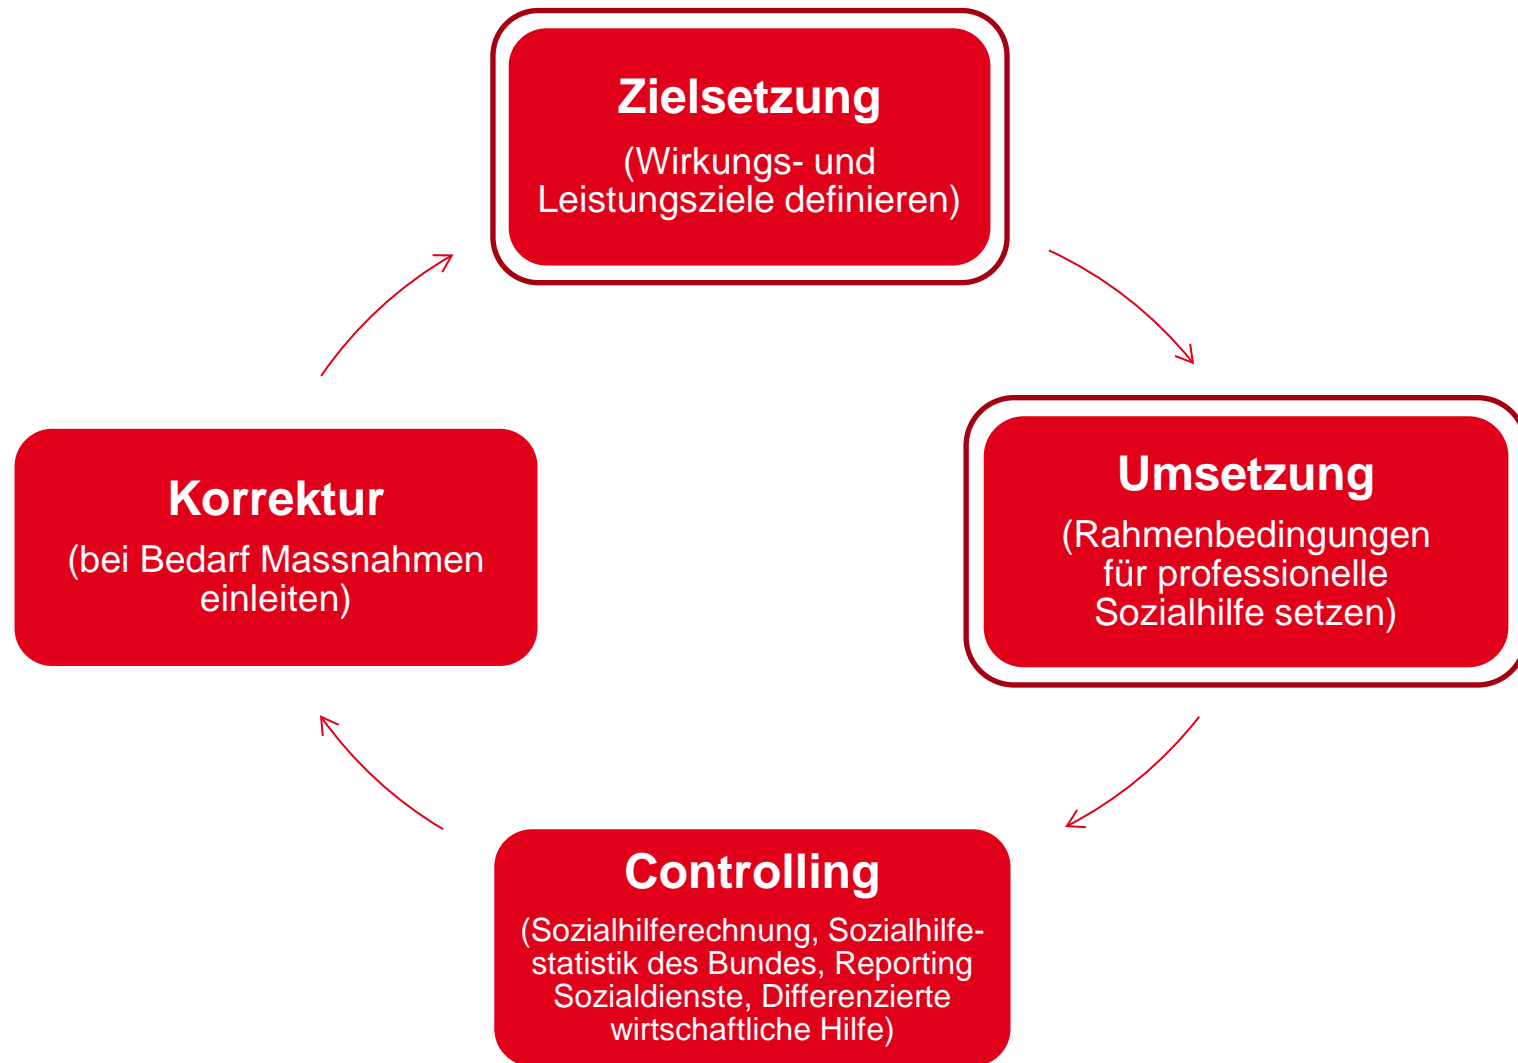 Zielsetzung
(Wirkungs- und
Leistungsziele definieren)
Umsetzung
(Rahmenbedingungen
für professionelle
Sozialhilfe setzen)
Controlling
(Sozialhilferechnung, Sozialhilfe-
statistik des Bundes, Reporting
Sozialdienste, Differenzierte
wirtschaftliche Hilfe)
Korrektur
(bei Bedarf Massnahmen
einleiten)